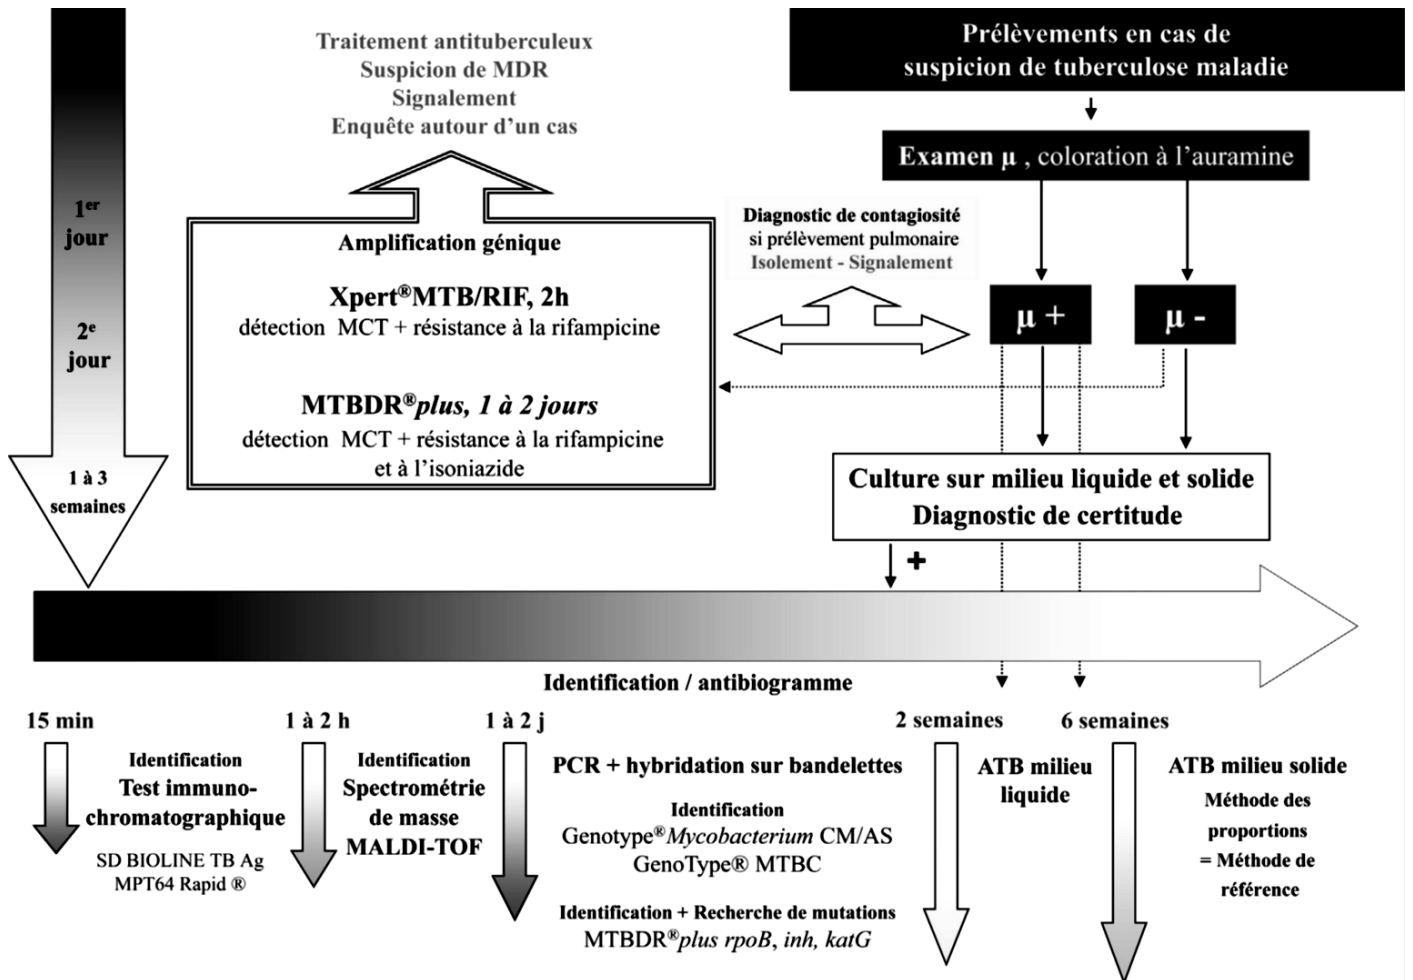 Traitement antituberculeux
Suspicion de MDR
Signalement
Enquête autour d’un cas
Prélèvements en cas de
suspicion de tuberculose maladie
Examen µ , coloration à l’auramine
1er
jour
2e
jour
1 à 3
semaines
Amplification génique
Xpert®MTB/RIF, 2h
détection MCT + résistance à la rifampicine
MTBDR®plus, 1 à 2 jours
détection MCT + résistance à la rifampicine
et à l’isoniazide
Diagnostic de contagiosité
si prélèvement pulmonaire
Isolement - Signalement
µ +
µ -
Culture sur milieu liquide et solide
Diagnostic de certitude
+
Identification / antibiogramme
15 min
Identification
Test immuno-
chromatographique
SD BIOLINE TB Ag
MPT64 Rapid ®
1 à 2 h
Identification
Spectrométrie
de masse
MALDI-TOF
1 à 2 j
PCR + hybridation sur bandelettes
Identification
Genotype®Mycobacterium CM/AS
GenoType® MTBC
Identification + Recherche de mutations
MTBDR®plus rpoB, inh, katG
2 semaines
ATB milieu
liquide
6 semaines
ATB milieu solide
Méthode des
proportions
= Méthode de
référence